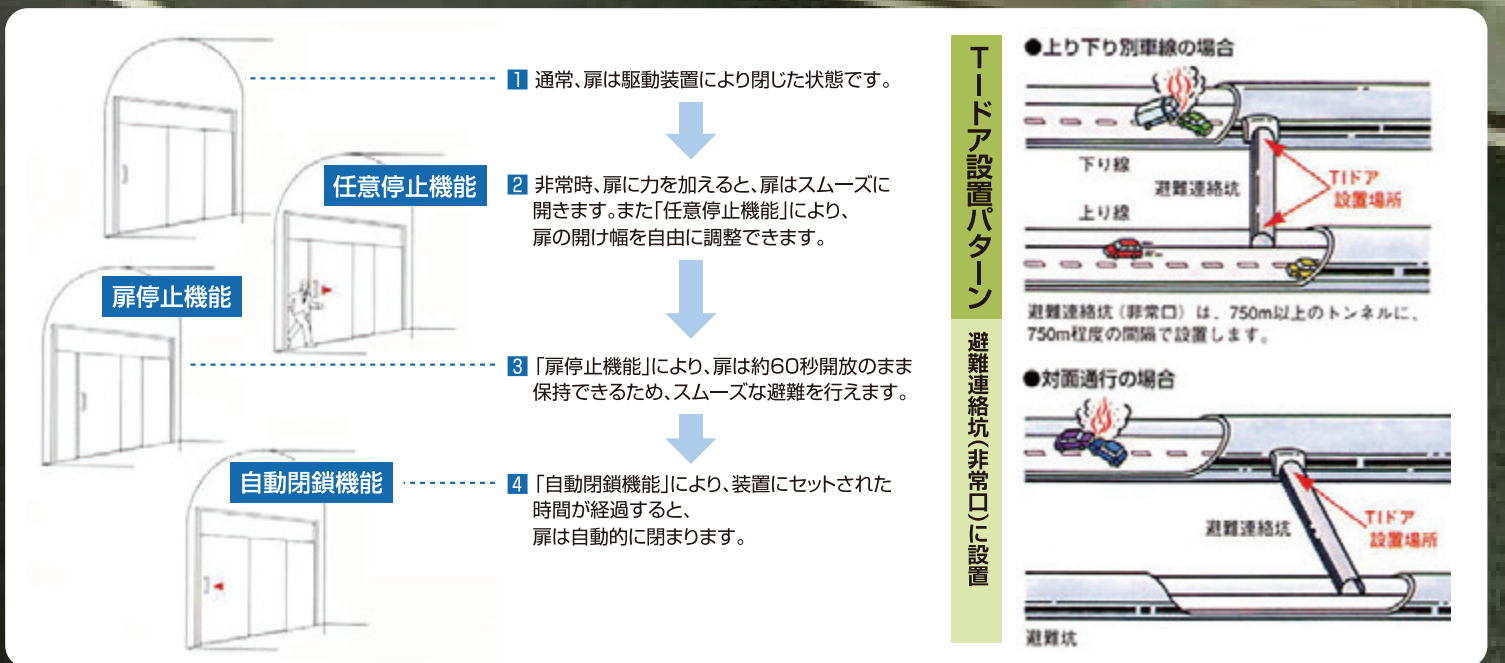 1 通常、扉は駆動装置により閉じた状態です。
任意停止機能
2 非常時、扉に力を加えると、扉はスムーズに
開きます。また「任意停止機能」により、
扉の開け幅を自由に調整できます。
扉停止機能
3 「扉停止機能」により、扉は約60秒開放のまま
保持できるため、スムーズな避難を行えます。
自動閉鎖機能
4 「自動閉鎖機能」により、装置にセットされた
時間が経過すると、
扉は自動的に閉まります。
TIドア設置パターン
避難連絡坑(非常口)に設置
●上り下り別車線の場合
下り線
避難連絡坑
TIドア
設置場所
上り線
避難連絡坑(非常口)は、750m以上のトンネルに、
750m程度の間隔で設置します。
●対面通行の場合
避難連絡坑
TIドア
設置場所
避難坑